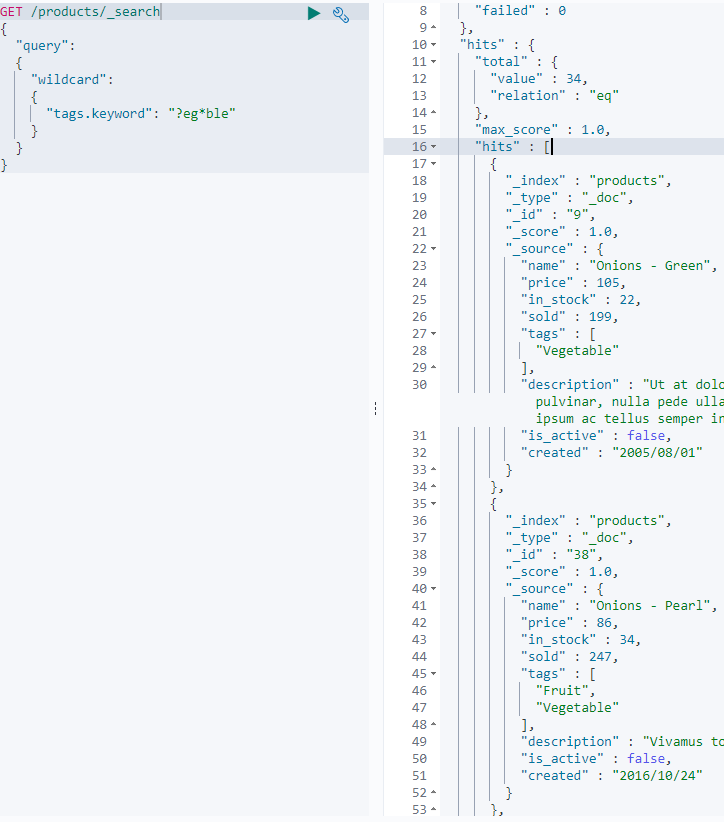 GET /products/_search
{
"query":
{
"wildcard":
{
"tags.keyword": "?eg*ble"
}
}
}
8 "failed" : 0
9 },
10 "hits" : {
11 "total" : {
12 "value" : 34,
13 "relation" : "eq"
14 },
15 "max_score" : 1.0,
16 "hits" : [
17 {
18 "_index" : "products",
19 "_type" : "_doc",
20 "_id" : "9",
21 "_score" : 1.0,
22 "_source" : {
23 "name" : "Onions - Green",
24 "price" : 105,
25 "in_stock" : 22,
26 "sold" : 199,
27 "tags" : [
28 "Vegetable"
29 ],
30 "description" : "Ut at dolo
pulvinar, nulla pede ulla
ipsum ac tellus semper in
31 "is_active" : false,
32 "created" : "2005/08/01"
33 }
34 },
35 {
36 "_index" : "products",
37 "_type" : "_doc",
38 "_id" : "38",
39 "_score" : 1.0,
40 "_source" : {
41 "name" : "Onions - Pearl",
42 "price" : 86,
43 "in_stock" : 34,
44 "sold" : 247,
45 "tags" : [
46 "Fruit",
47 "Vegetable"
48 ],
49 "description" : "Vivamus to
50 "is_active" : false,
51 "created" : "2016/10/24"
52 }
53 },